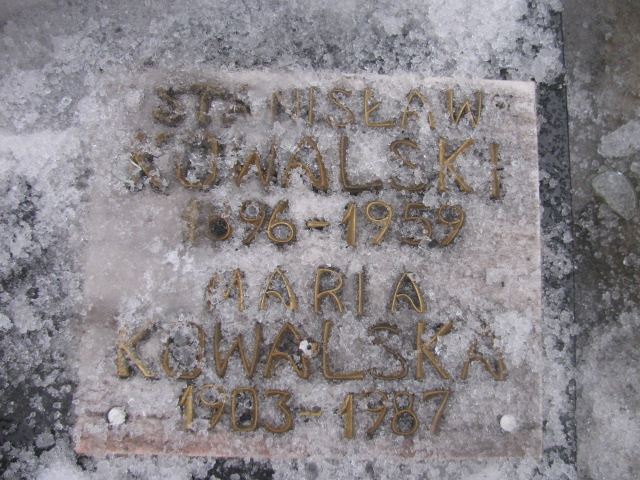 STANISŁAW
KOWALSKI
1896-1959
MARIA
KOWALSKA
1903-1987